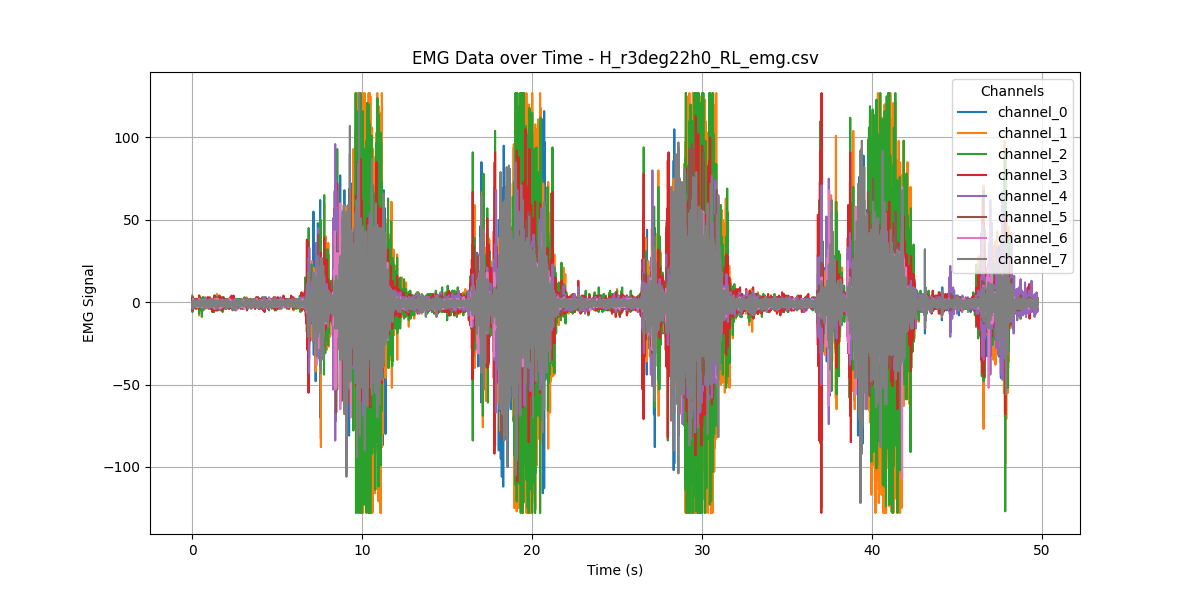 EMG Data over Time - H_r3deg22h0_RL_emg.csv
Channels
channel_0
channel_1
channel_2
channel_3
channel_4
channel_5
channel_6
channel_7
EMG Signal
100
50
0
−50
−100
0 10 20 30 40 50
Time (s)